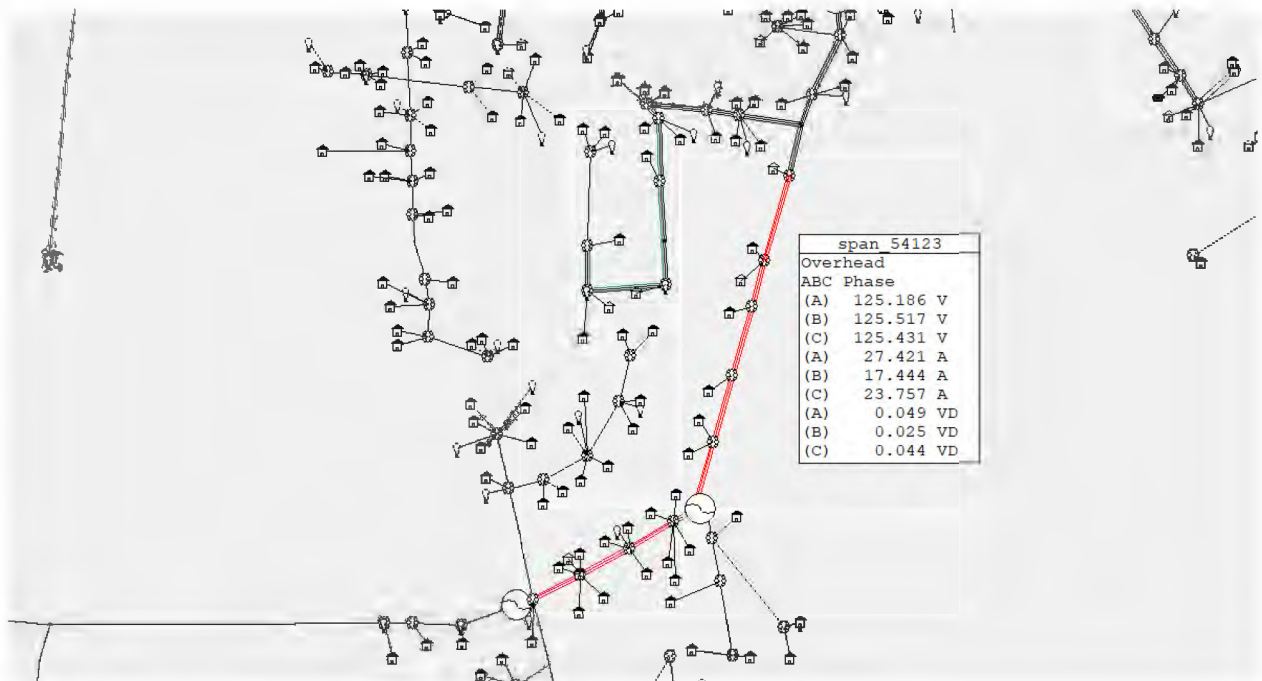 span_54123
Overhead
ABC Phase
(A) 125.186 V
(B) 125.517 V
(C) 125.431 V
(A) 27.421 A
(B) 17.444 A
(C) 23.757 A
(A) 0.049 VD
(B) 0.025 VD
(C) 0.044 VD